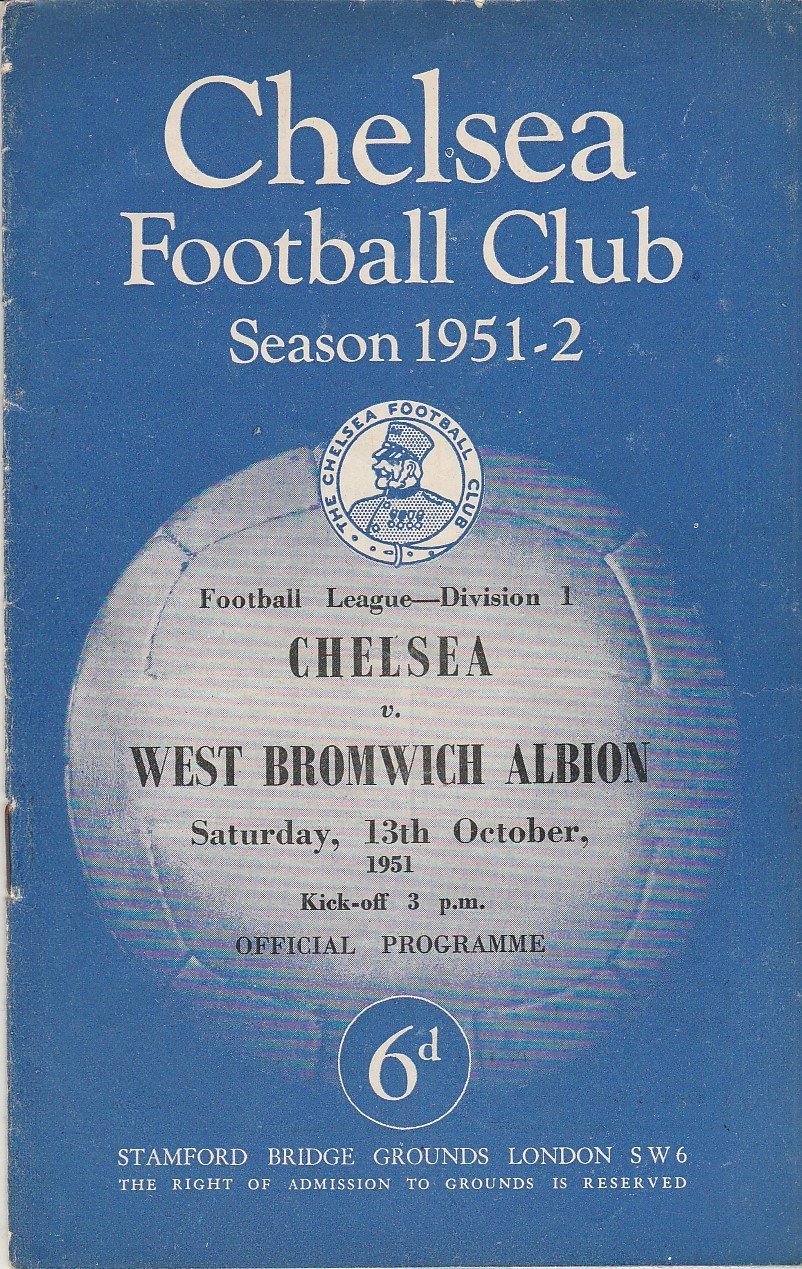 Chelsea
Football Club
Season 1951-2
THE CHELSEA FOOTBALL CLUB
Football League—Division 1
CHELSEA
v.
WEST BROMWICH ALBION
Saturday, 13th October,
1951
Kick-off 3 p.m.
OFFICIAL PROGRAMME
6d
STAMFORD BRIDGE GROUNDS LONDON SW6
THE RIGHT OF ADMISSION TO GROUNDS IS RESERVED